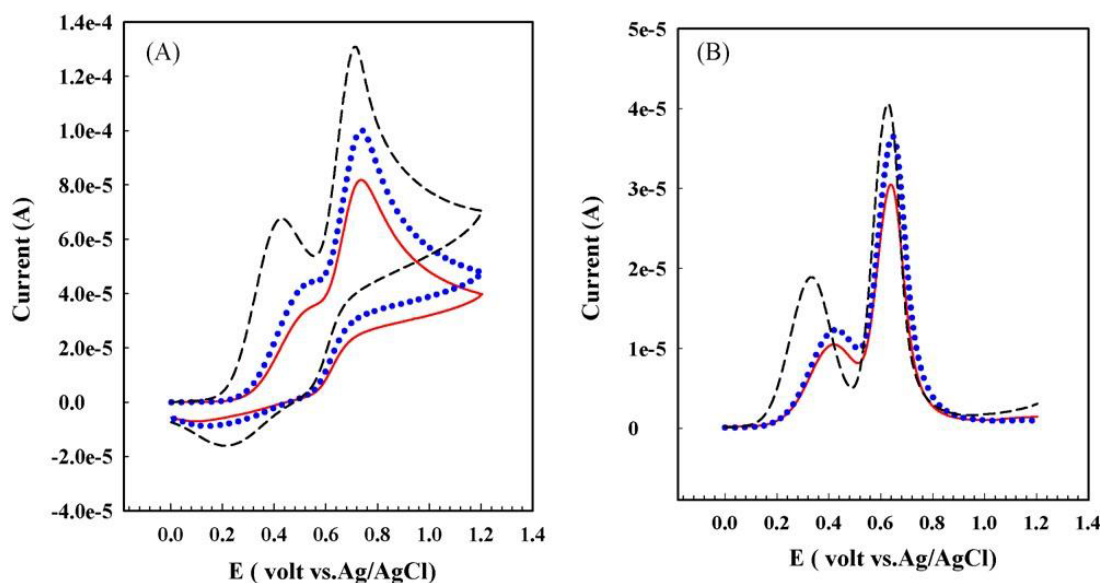 (A)
1.4e-4
1.2e-4
1.0e-4
8.0e-5
6.0e-5
4.0e-5
2.0e-5
0.0
-2.0e-5
-4.0e-5
Current (A)
0.0 0.2 0.4 0.6 0.8 1.0 1.2 1.4
E ( volt vs.Ag/AgCl)
(B)
5e-5
4e-5
3e-5
2e-5
1e-5
0
Current (A)
0.0 0.2 0.4 0.6 0.8 1.0 1.2 1.4
E ( volt vs.Ag/AgCl)